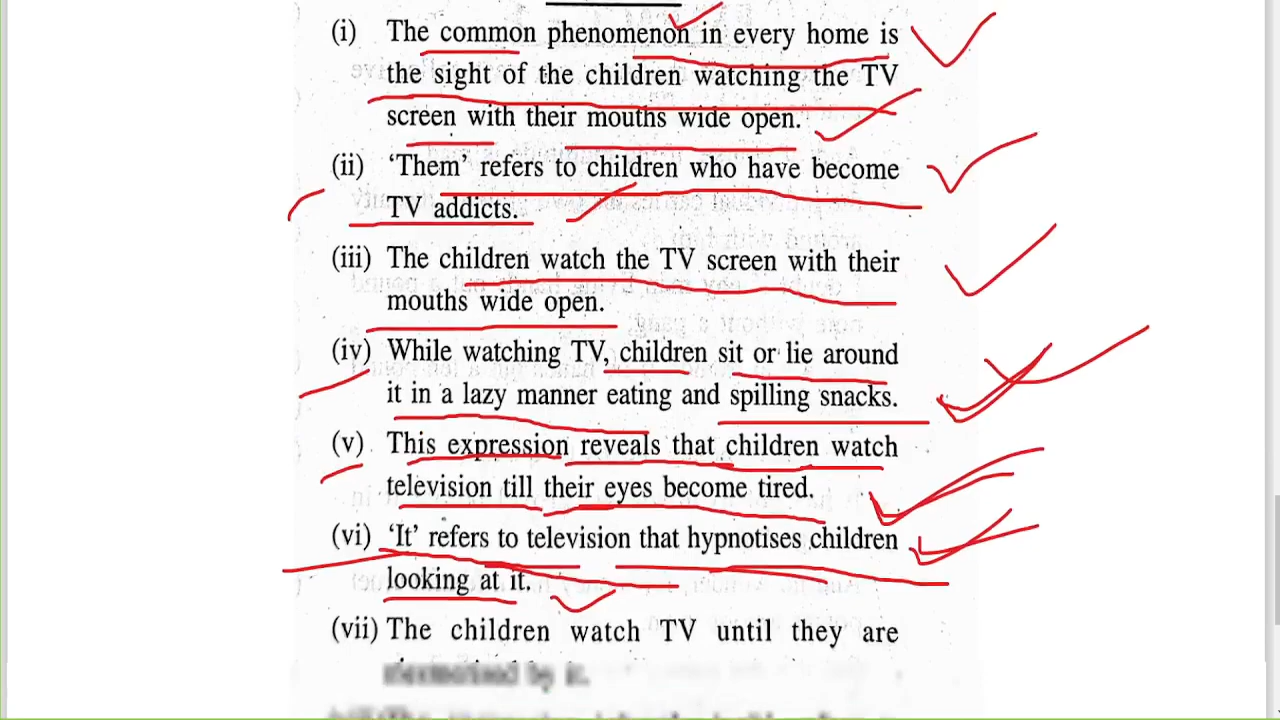 (i) The common phenomenon in every home is
the sight of the children watching the TV
screen with their mouths wide open.
(ii) ‘Them’ refers to children who have become
TV addicts.
(iii) The children watch the TV screen with their
mouths wide open.
(iv) While watching TV, children sit or lie around
it in a lazy manner eating and spilling snacks.
(v) This expression reveals that children watch
television till their eyes become tired.
(vi) ‘It’ refers to television that hypnotises children
looking at it.
(vii) The children watch TV until they are
by it.